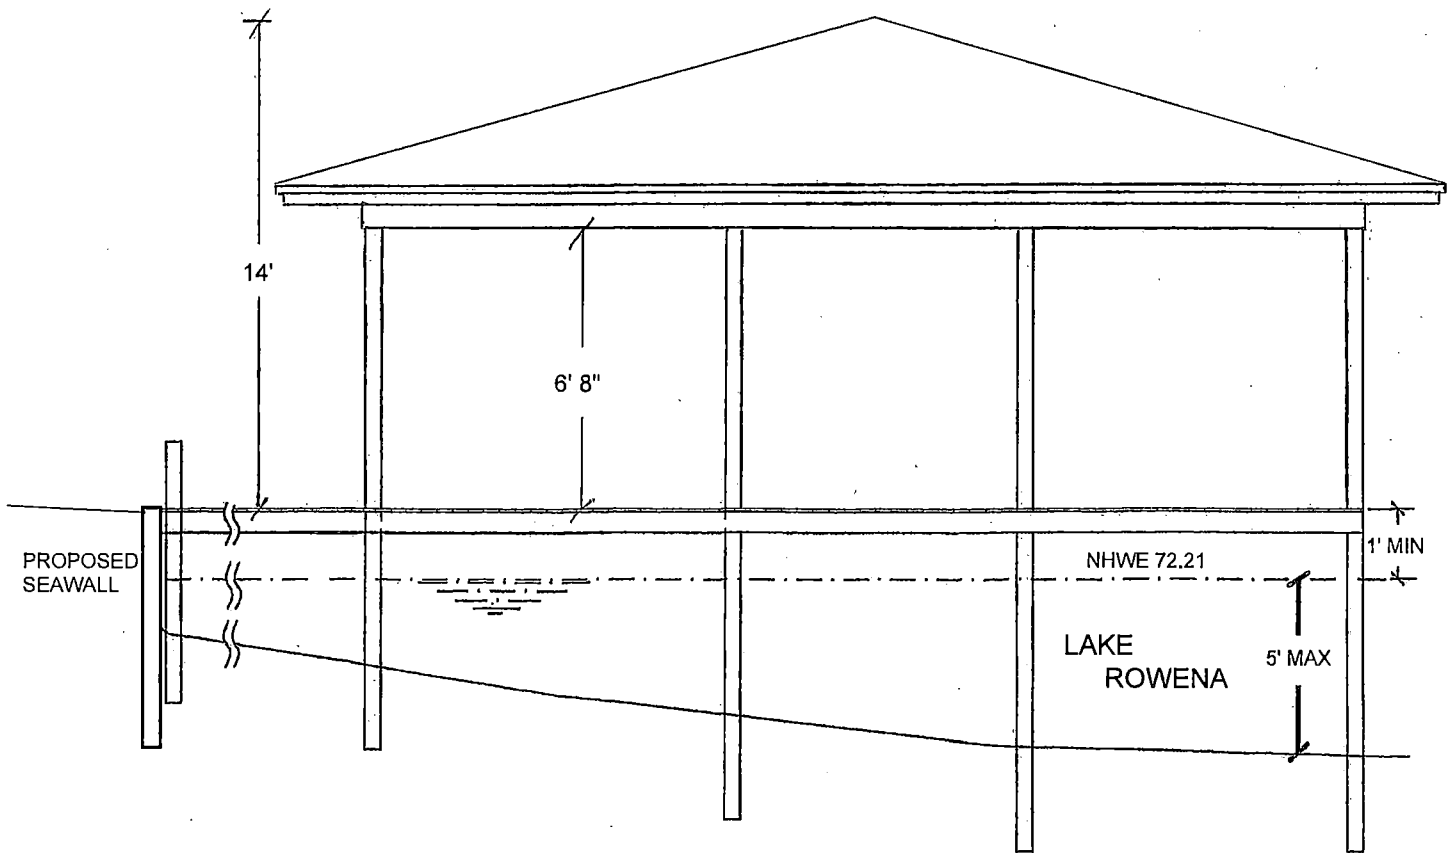 14'
6' 8"
PROPOSED
SEAWALL
1' MIN
NHWE 72.21
LAKE
ROWENA
5' MAX